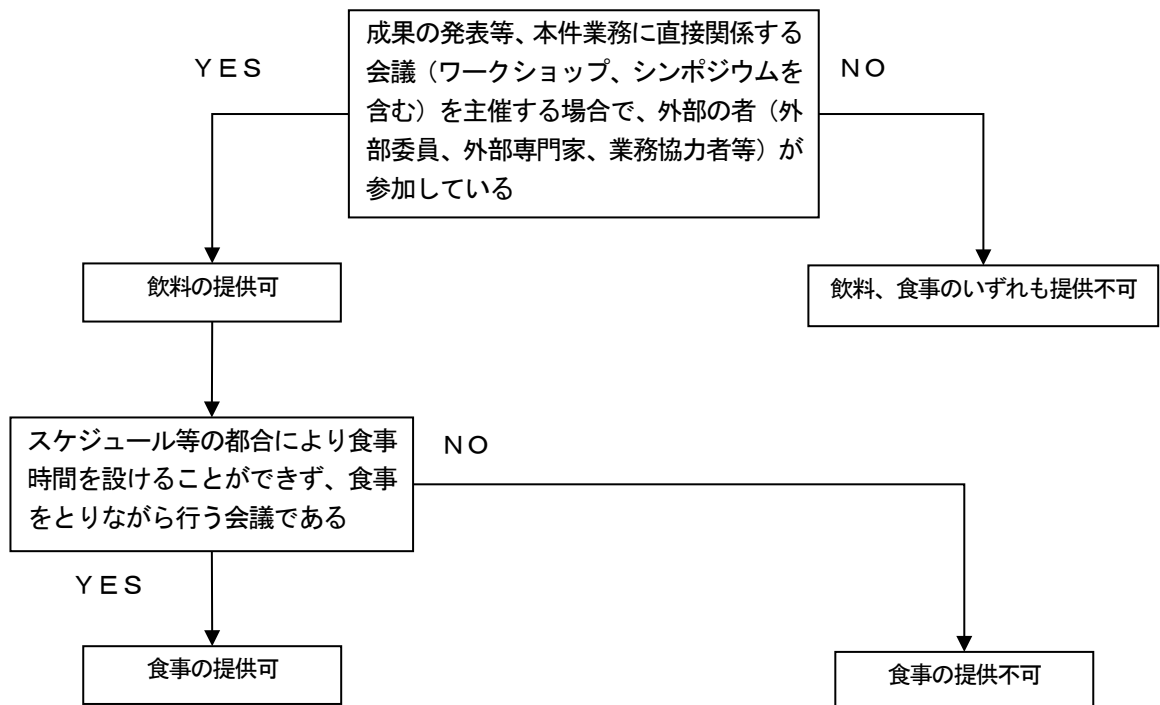 成果の発表等、本件業務に直接関係する
会議（ワークショップ、シンポジウムを
含む）を主催する場合で、外部の者（外
部委員、外部専門家、業務協力者等）が
参加している
ＹＥＳ
ＮＯ
飲料の提供可
飲料、食事のいずれも提供不可
スケジュール等の都合により食事
時間を設けることができず、食事
をとりながら行う会議である
ＮＯ
ＹＥＳ
食事の提供可
食事の提供不可